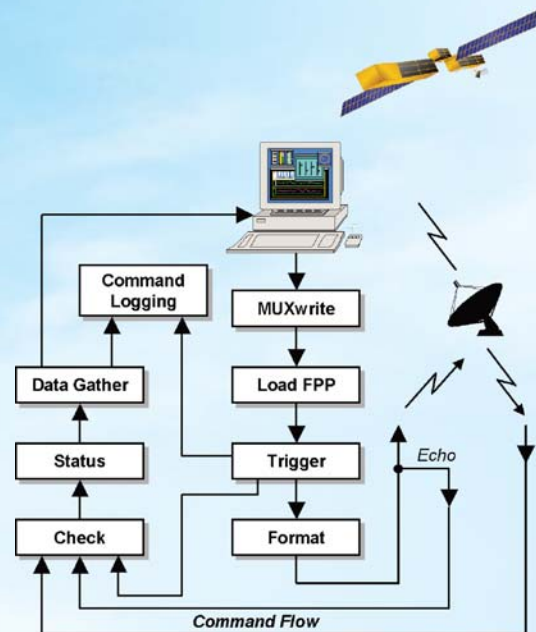 Command
Logging
MUXwrite
Data Gather
Load FPP
Status
Trigger
Echo
Check
Format
Command Flow